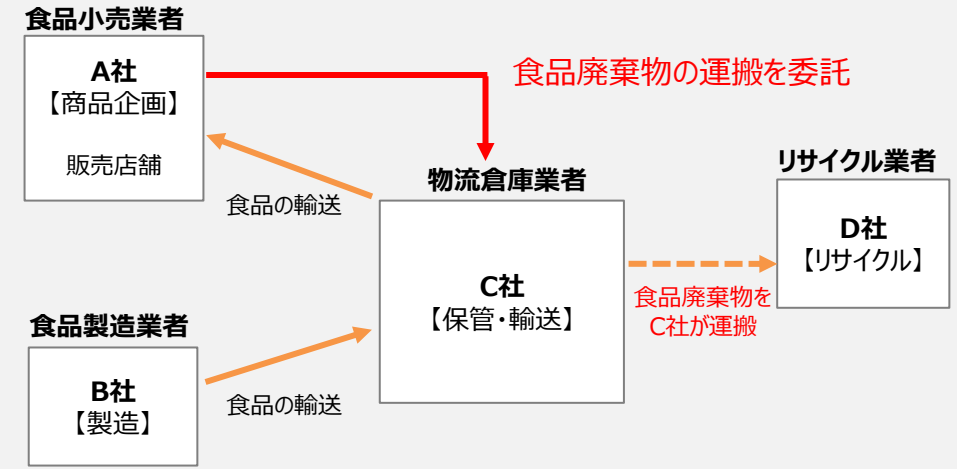 食品小売業者
A社
【商品企画】
販売店舗
食品廃棄物の運搬を委託
食品の輸送
物流倉庫業者
C社
【保管・輸送】
リサイクル業者
D社
【リサイクル】
食品廃棄物を
C社が運搬
食品製造業者
B社
【製造】
食品の輸送